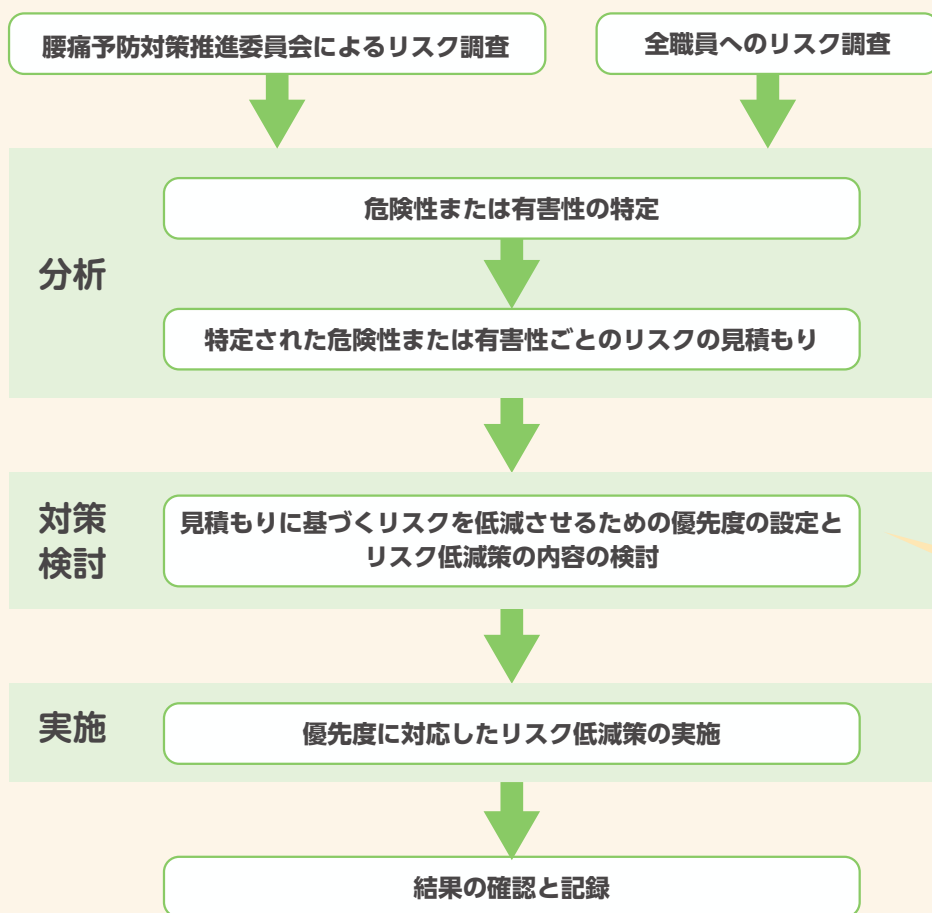 腰痛予防対策推進委員会によるリスク調査
全職員へのリスク調査
分析
危険性または有害性の特定
特定された危険性または有害性ごとのリスクの見積もり
対策
検討
見積もりに基づくリスクを低減させるための優先度の設定と
リスク低減策の内容の検討
実施
優先度に対応したリスク低減策の実施
結果の確認と記録